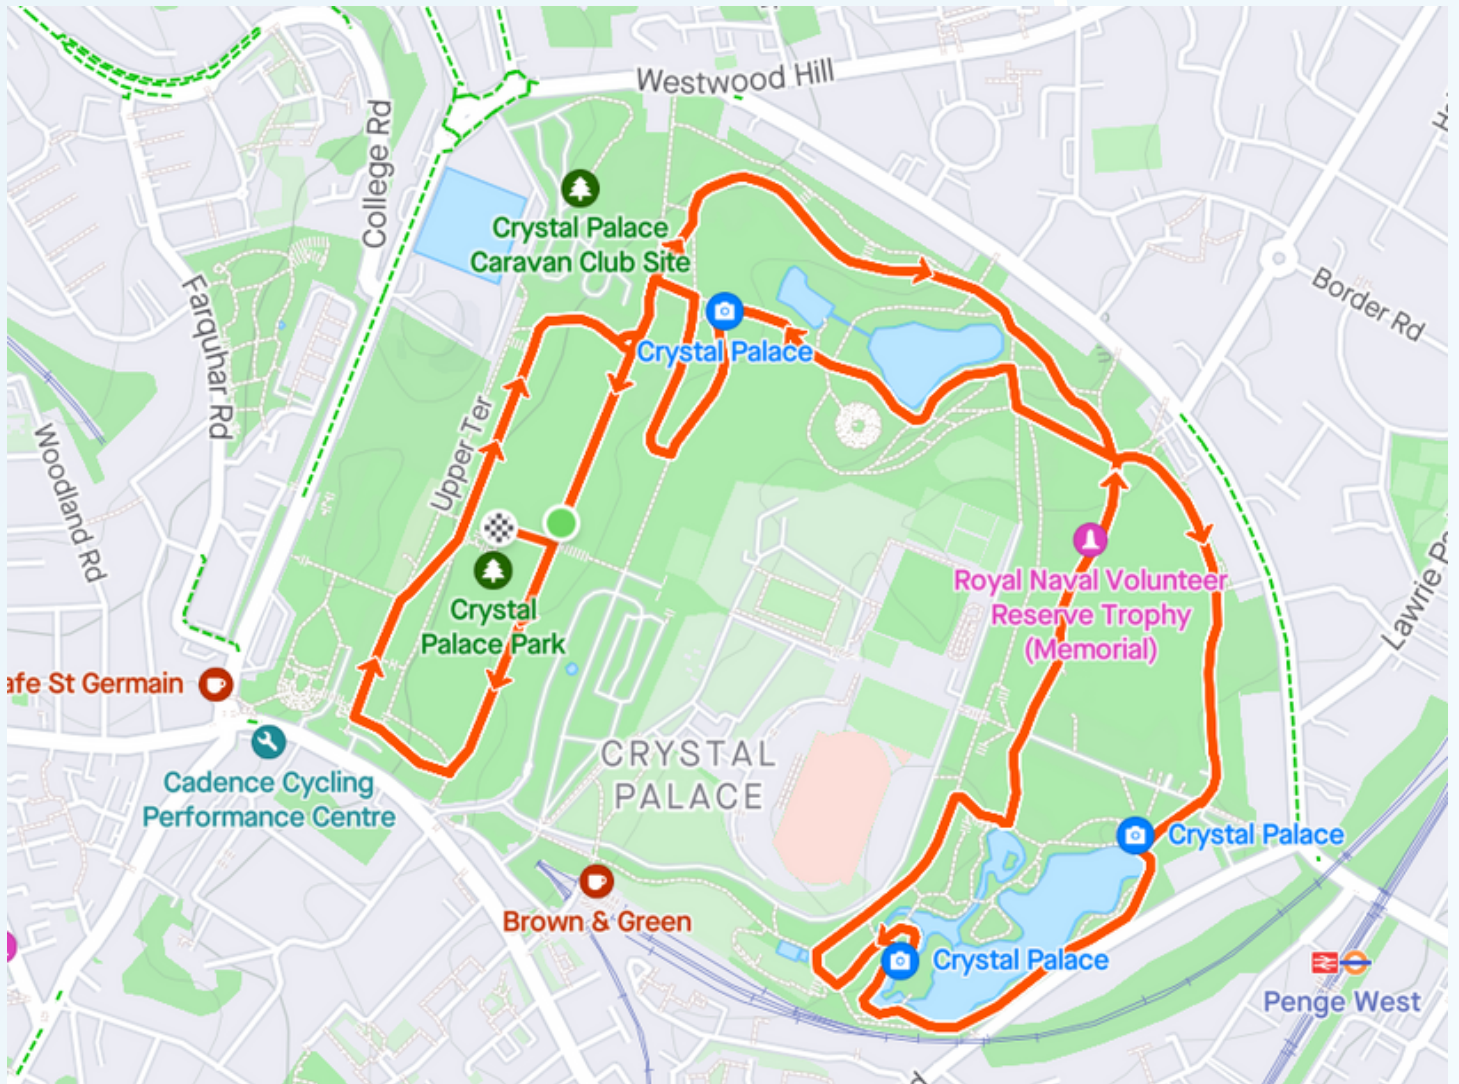 Westwood Hill
College Rd
Crystal Palace
Caravan Club Site
Border Rd
Farquhar Rd
Crystal Palace
Upper Ter
Woodland Rd
Crystal
Palace Park
Royal Naval Volunteer
Reserve Trophy
(Memorial)
Lawrie P
afe St Germain
CRYSTAL
PALACE
Cadence Cycling
Performance Centre
Crystal Palace
Brown & Green
Crystal Palace
Penge West